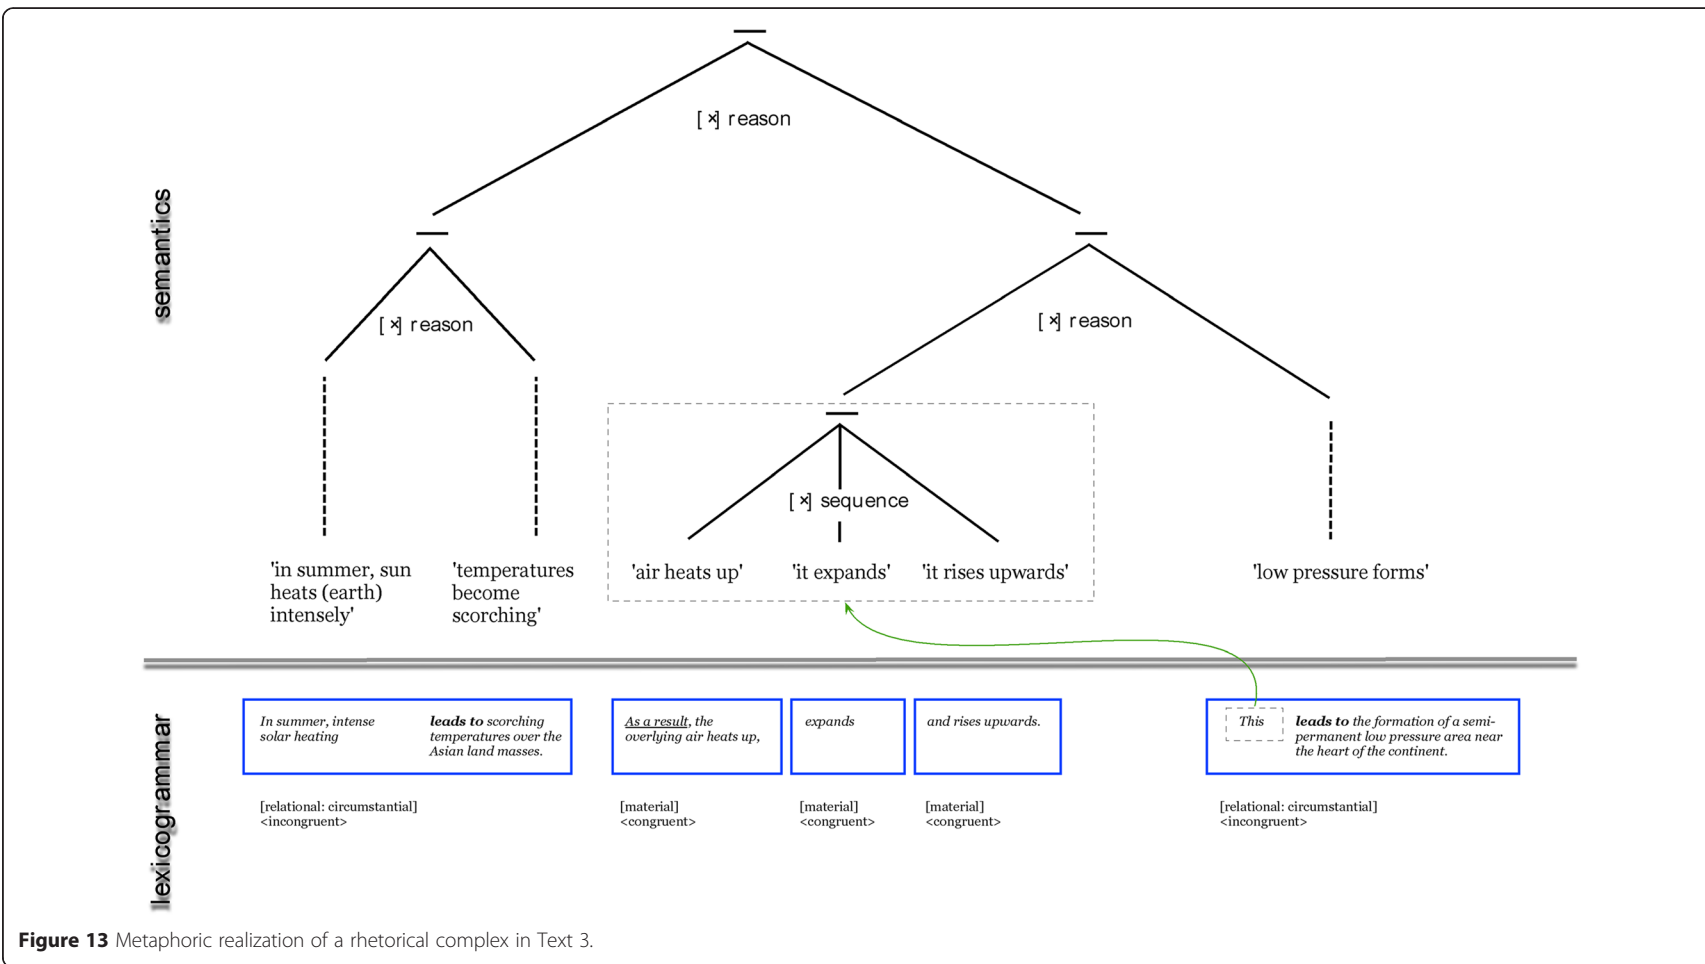 semantics
[×] reason
[×] reason
[×] reason
[×] sequence
'in summer, sun
heats (earth)
intensely'
'temperatures
become
scorching'
'air heats up'
'it expands'
'it rises upwards'
'low pressure forms'
lexicogrammar
In summer, intense
solar heating
leads to scorching
temperatures over the
Asian land masses.
As a result, the
overlying air heats up,
expands
and rises upwards.
This
leads to the formation of a semi-
permanent low pressure area near
the heart of the continent.
[relational: circumstantial]
<incongruent>
[material]
<congruent>
[material]
<congruent>
[material]
<congruent>
[relational: circumstantial]
<incongruent>
Figure 13 Metaphoric realization of a rhetorical complex in Text 3.